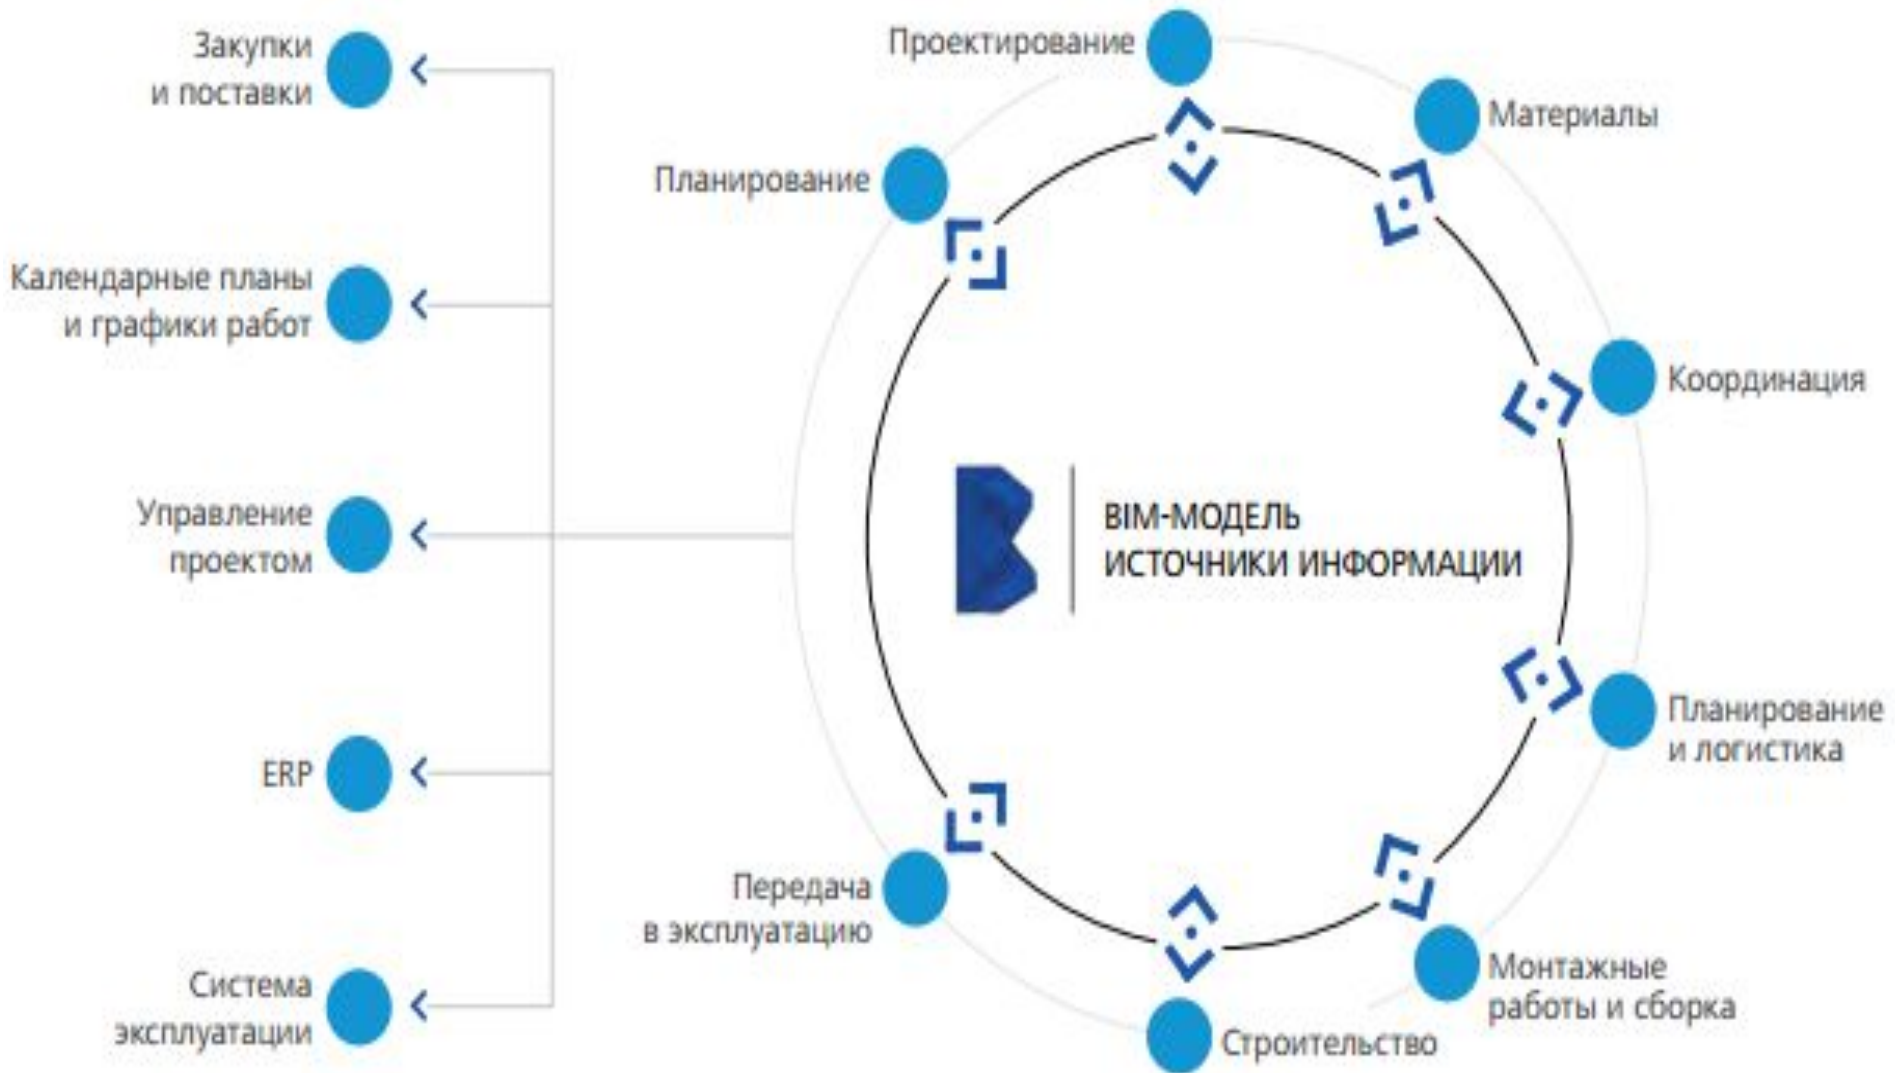 Закупки
и поставки
Календарные планы
и графики работ
Управление
проектом
ERP
Система
эксплуатации
Проектирование
Материалы
Планирование
Координация
BIM-МОДЕЛЬ
ИСТОЧНИКИ ИНФОРМАЦИИ
Планирование
и логистика
Передача
в эксплуатацию
Монтажные
работы и сборка
Строительство